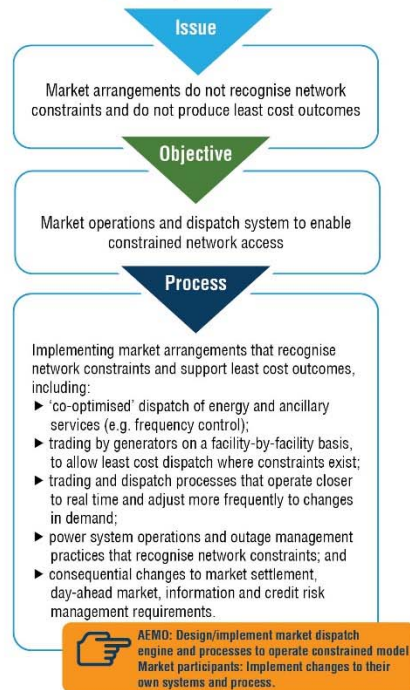 Issue
Market arrangements do not recognise network
constraints and do not produce least cost outcomes
Objective
Market operations and dispatch system to enable
constrained network access
Process
Implementing market arrangements that recognise
network constraints and support least cost outcomes,
including:
► ‘co-optimised’ dispatch of energy and ancillary
services (e.g. frequency control);
► trading by generators on a facility-by-facility basis,
to allow least cost dispatch where constraints exist;
► trading and dispatch processes that operate closer
to real time and adjust more frequently to changes
in demand;
► power system operations and outage management
practices that recognise network constraints; and
► consequential changes to market settlement,
day-ahead market, information and credit risk
management requirements.
AEMO: Design/implement market dispatch
engine and processes to operate constrained model
Market participants: Implement changes to their
own systems and process.